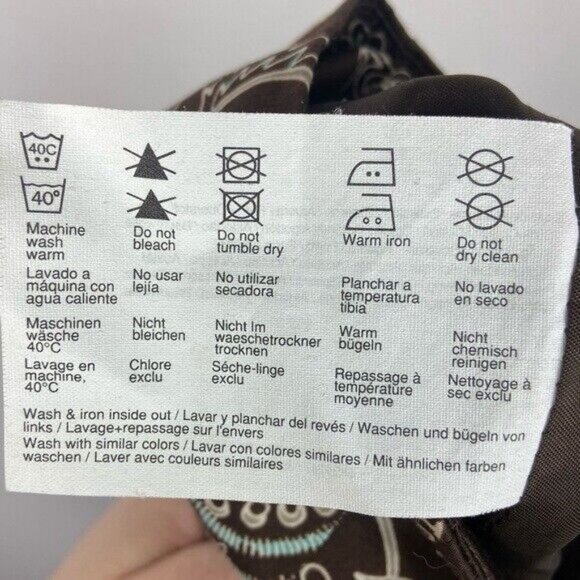 40C
40°
Machine wash warm
Do not bleach
Do not tumble dry
Warm iron
Do not dry clean
Lavado a máquina con agua caliente
No usar lejía
No utilizar secadora
Planchar a temperatura tibia
No lavado en seco
Maschinen wäsche 40°C
Nicht bleichen
Nicht Im waeschetrockner trocknen
Warm bügeln
Nicht chemisch reinigen
Lavage en machine, 40°C
Chlore exclu
Séche-linge exclu
Repassage à température moyenne
Nettoyage à sec exclu
Wash & iron inside out / Lavar y planchar del revés / Waschen und bügeln von
links / Lavage+repassage sur l'envers
Wash with similar colors / Lavar con colores similares / Mit ähnlichen farben
waschen / Laver avec couleurs similaires